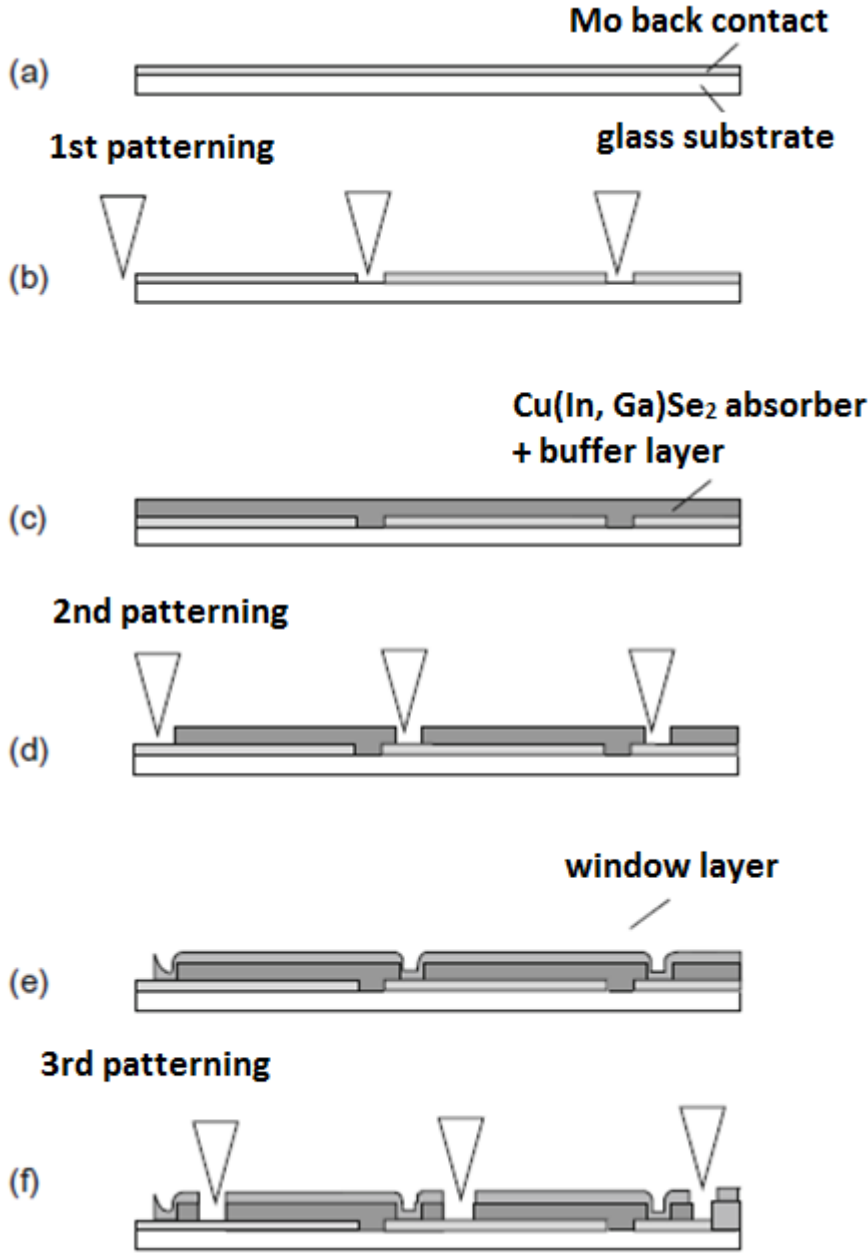 Mo back contact
(a)
glass substrate
1st patterning
(b)
Cu(In, Ga)Se₂ absorber
+ buffer layer
(c)
2nd patterning
(d)
window layer
(e)
3rd patterning
(f)